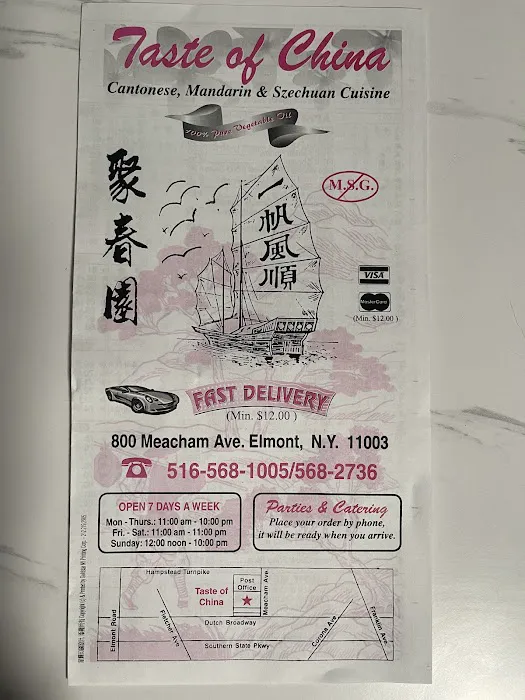 Taste of China
Cantonese, Mandarin & Szechuan Cuisine
100% Pure Vegetable Oil
聚春園
一帆風順
M.S.G.
VISA
MasterCard
(Min. $12.00 )
FAST DELIVERY
(Min. $12.00 )
800 Meacham Ave. Elmont, N.Y. 11003
516-568-1005/568-2736
OPEN 7 DAYS A WEEK
Mon - Thurs.: 11:00 am - 10:00 pm
Fri. - Sat.: 11:00 am - 11:00 pm
Sunday: 12:00 noon - 10:00 pm
Parties & Catering
Place your order by phone,
it will be ready when you arrive.
Hampstead Turnpike
Post
Office
Taste of
China
Meacham Ave.
Elmont Road
Fletcher Ave
Dutch Broadway
Southern State Pkwy
Corona Ave
Franklin Ave.